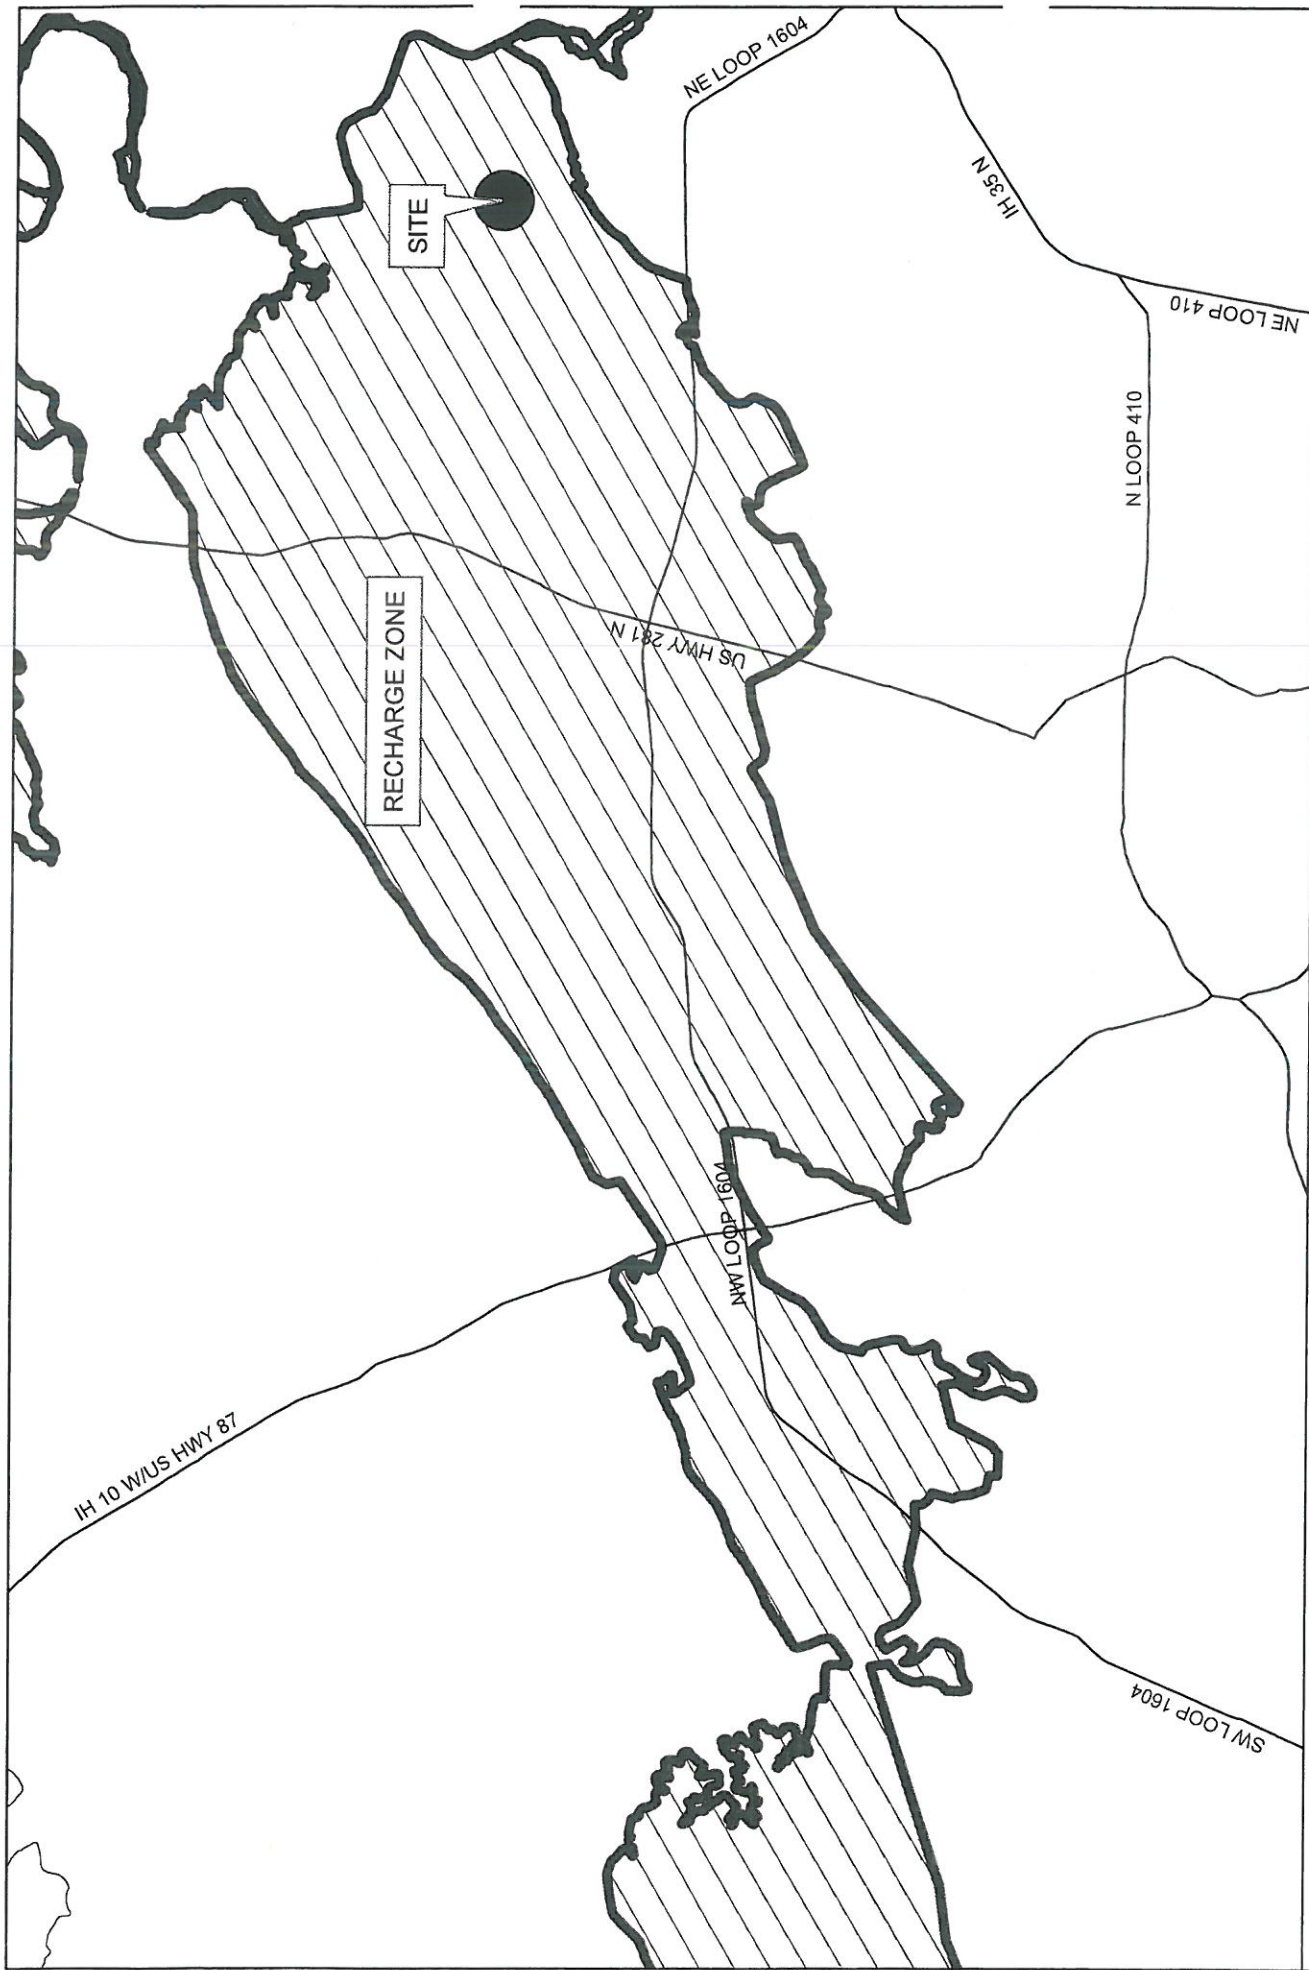 IH 10 W/US HWY 87
RECHARGE ZONE
SITE
NW LOOP 1604
US HWY 281 N
NE LOOP 1604
IH 35 N
N LOOP 410
NE LOOP 410
SW LOOP 1604